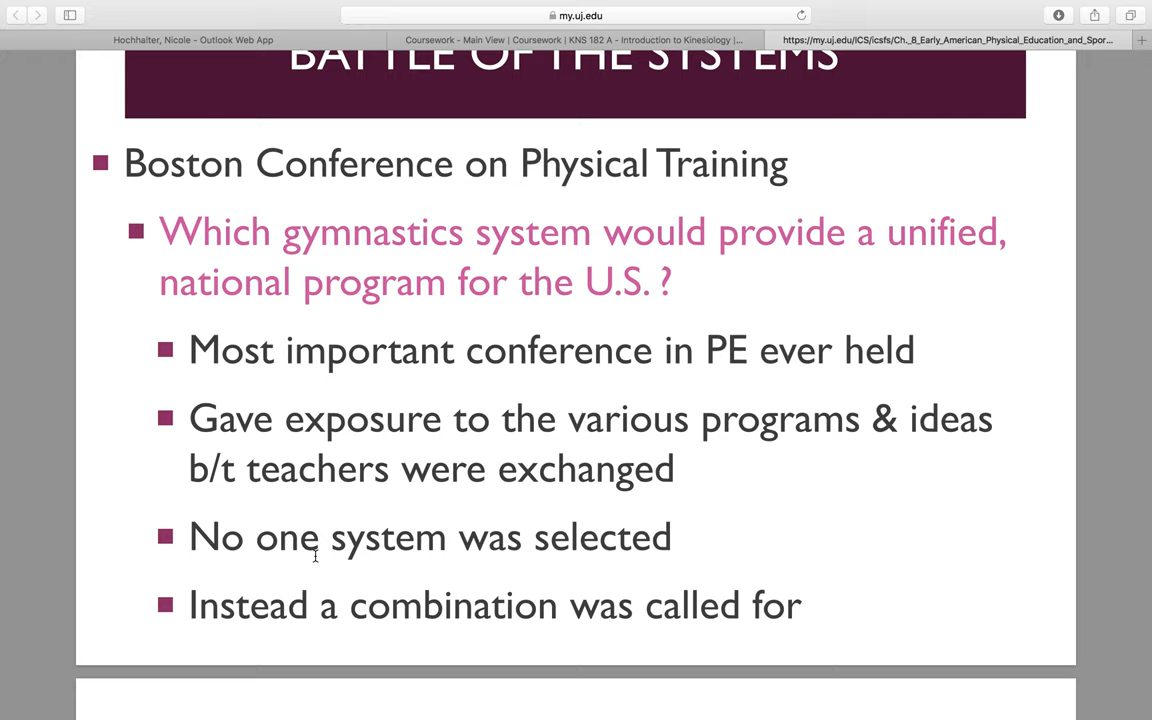 my.uj.edu
Hochhalter, Nicole - Outlook Web App
Coursework - Main View | Coursework | KNS 182 A - Introduction to Kinesiology |...
https://my.uj.edu/ICS/icsfs/Ch._8_Early_American_Physical_Education_and_Spor...
BATTLE OF THE SYSTEMS
Boston Conference on Physical Training
Which gymnastics system would provide a unified,
national program for the U.S. ?
Most important conference in PE ever held
Gave exposure to the various programs & ideas
b/t teachers were exchanged
No one system was selected
Instead a combination was called for